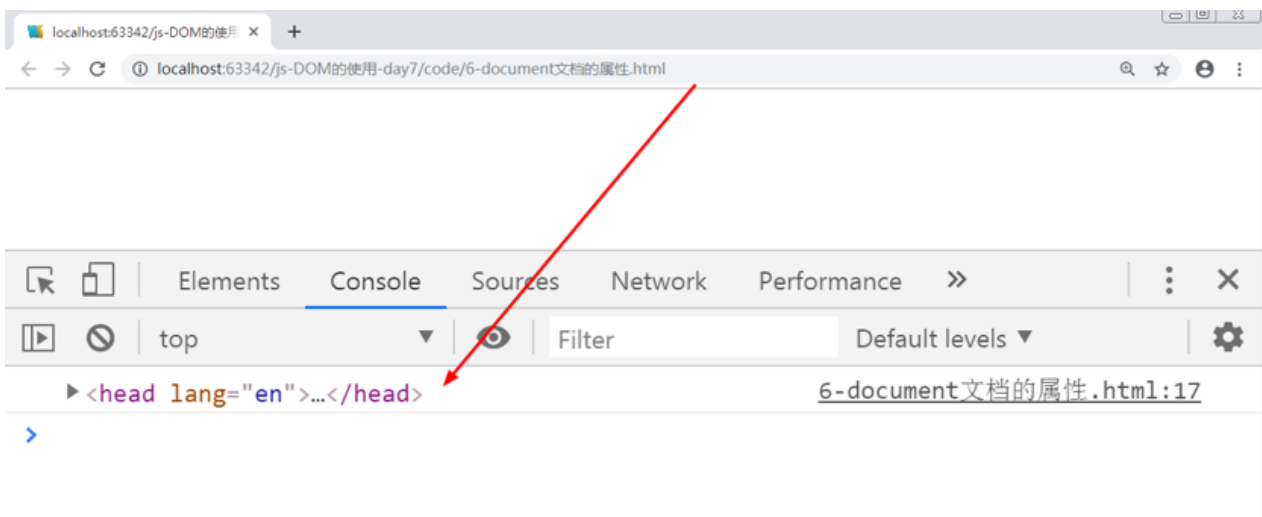 localhost:63342/js-DOM的使用
localhost:63342/js-DOM的使用-day7/code/6-document文档的属性.html
Elements Console Sources Network Performance
top Filter Default levels
<head lang="en">…</head> 6-document文档的属性.html:17